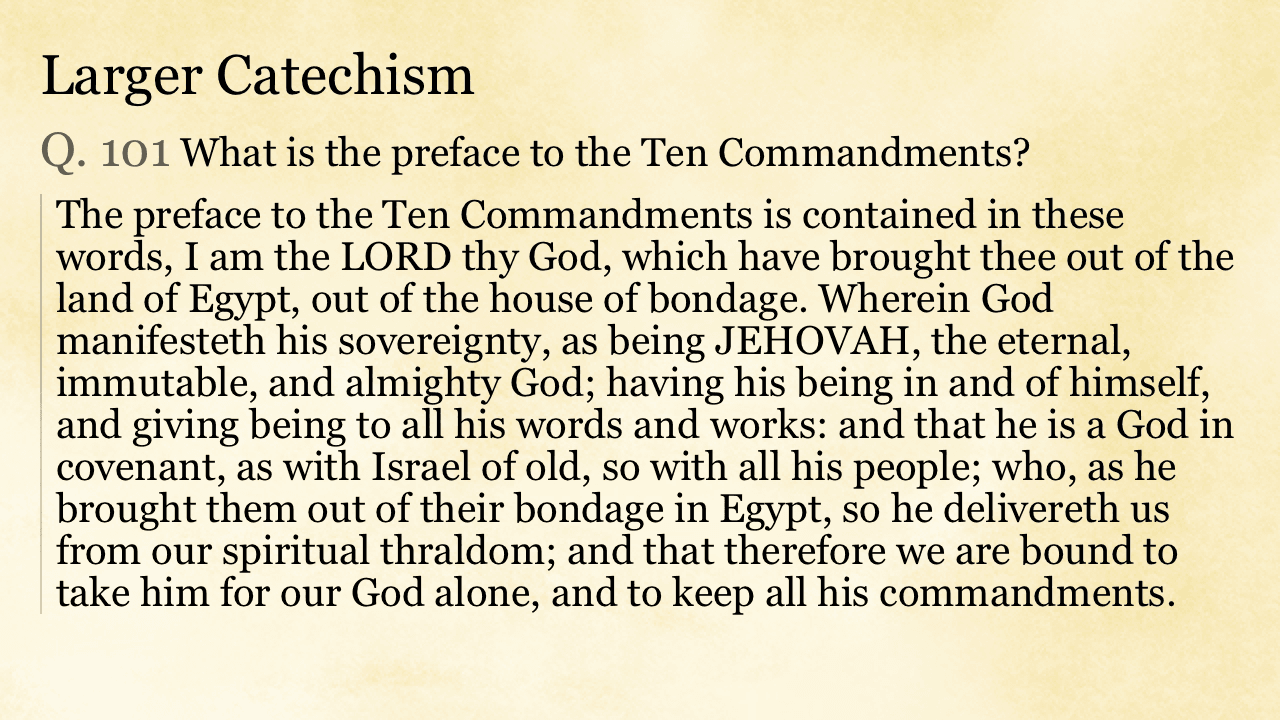 Larger Catechism
Q. 101 What is the preface to the Ten Commandments?
The preface to the Ten Commandments is contained in these
words, I am the LORD thy God, which have brought thee out of the
land of Egypt, out of the house of bondage. Wherein God
manifesteth his sovereignty, as being JEHOVAH, the eternal,
immutable, and almighty God; having his being in and of himself,
and giving being to all his words and works: and that he is a God in
covenant, as with Israel of old, so with all his people; who, as he
brought them out of their bondage in Egypt, so he delivereth us
from our spiritual thraldom; and that therefore we are bound to
take him for our God alone, and to keep all his commandments.